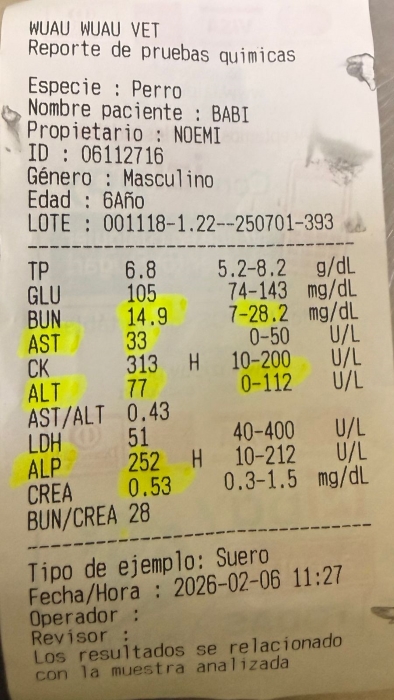 WUAU WUAU VET
Reporte de pruebas quimicas
Especie : Perro
Nombre paciente : BABI
Propietario : NOEMI
ID : 06112716
Género : Masculino
Edad : 6Año
LOTE : 001118-1.22--250701-393
TP 6.8 5.2-8.2 g/dL
GLU 105 74-143 mg/dL
BUN 14.9 7-28.2 mg/dL
AST 33 0-50 U/L
CK 313 H 10-200 U/L
ALT 77 0-112 U/L
AST/ALT 0.43
LDH 51 40-400 U/L
ALP 252 H 10-212 U/L
CREA 0.53 0.3-1.5 mg/dL
BUN/CREA 28
Tipo de ejemplo: Suero
Fecha/Hora : 2026-02-06 11:27
Operador :
Revisor :
Los resultados se relacionado
con la muestra analizada